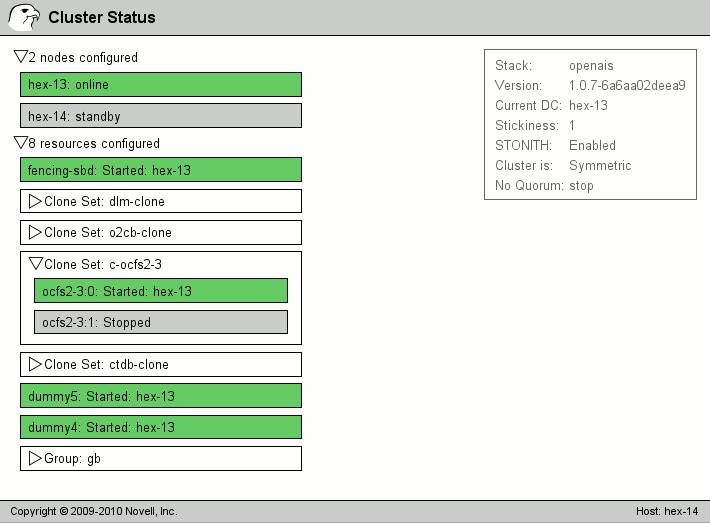 Cluster Status
2 nodes configured
hex-13: online
hex-14: standby
8 resources configured
fencing-sbd: Started: hex-13
Clone Set: dlm-clone
Clone Set: o2cb-clone
Clone Set: c-ocfs2-3
ocfs2-3:0: Started: hex-13
ocfs2-3:1: Stopped
Clone Set: ctdb-clone
dummy5: Started: hex-13
dummy4: Started: hex-13
Group: gb
Stack: openais
Version: 1.0.7-6a6aa02deea9
Current DC: hex-13
Stickiness: 1
STONITH: Enabled
Cluster is: Symmetric
No Quorum: stop
Copyright © 2009-2010 Novell, Inc.
Host: hex-14